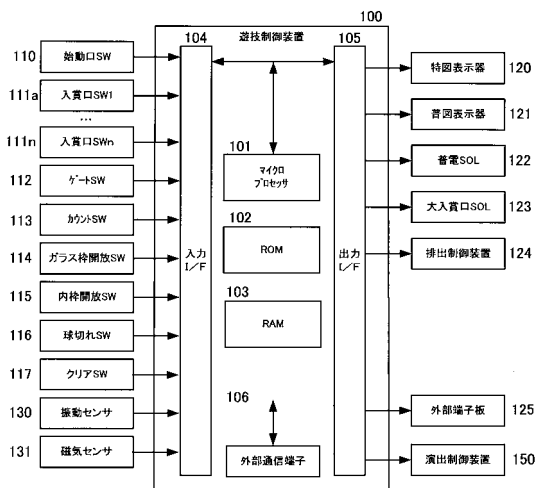 100
遊技制御装置
104
105
110
始動口SW
111a
入賞口SW1
…
111n
入賞口SWn
112
ゲートSW
113
カウントSW
114
ガラス枠開放SW
115
内枠開放SW
116
球切れSW
117
クリアSW
130
振動センサ
131
磁気センサ
入力
I/F
101
マイクロ
プロセッサ
102
ROM
103
RAM
106
外部通信端子
出力
I/F
特図表示器
120
普図表示器
121
普電SOL
122
大入賞口SOL
123
排出制御装置
124
外部端子板
125
演出制御装置
150